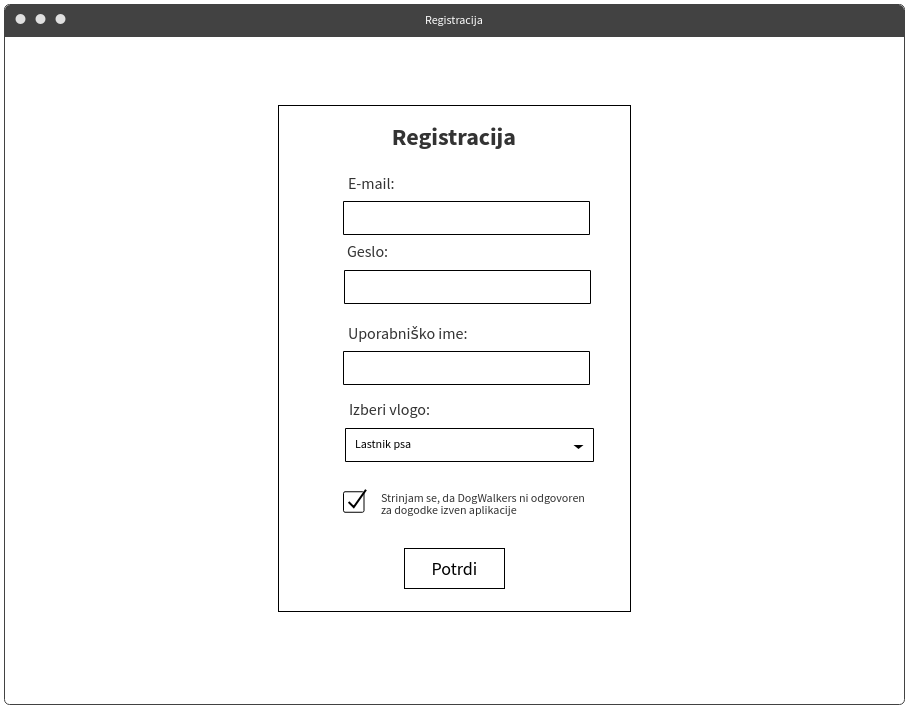 Registracija
Registracija
E-mail:
Geslo:
Uporabniško ime:
Izberi vlogo:
Lastnik psa
Strinjam se, da DogWalkers ni odgovoren
za dogodke izven aplikacije
Potrdi